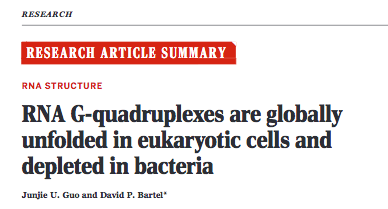 RESEARCH
RESEARCH ARTICLE SUMMARY
RNA STRUCTURE
RNA G-quadruplexes are globally
unfolded in eukaryotic cells and
depleted in bacteria
Junjie U. Guo and David P. Bartel*